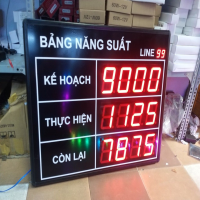 BẢNG NĂNG SUẤT
LINE 99
KẾ HOẠCH 9000
THỰC HIỆN 1125
CÒN LẠI 7875